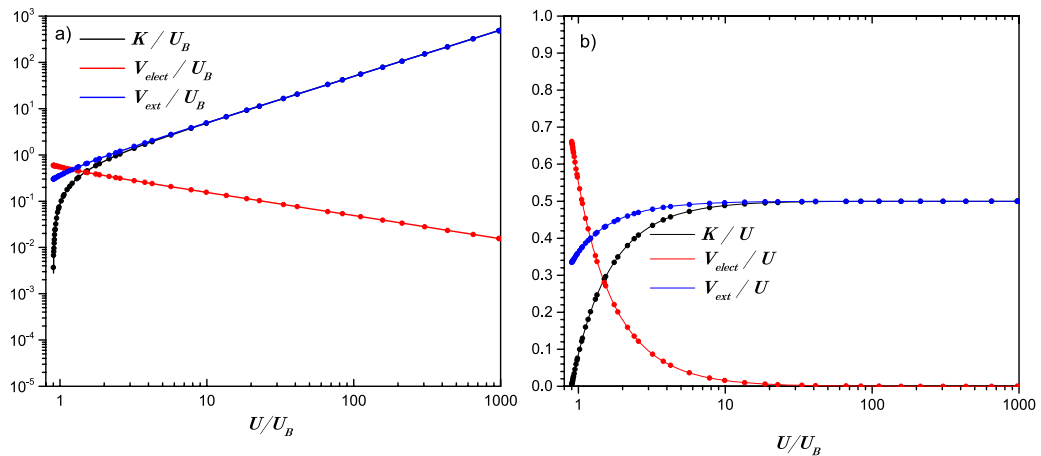 a)
K / U_B
V_elect / U_B
V_ext / U_B
10^3
10^2
10^1
10^0
10^-1
10^-2
10^-3
10^-4
10^-5
1 10 100 1000
U/U_B
b)
K / U
V_elect / U
V_ext / U
1.0
0.9
0.8
0.7
0.6
0.5
0.4
0.3
0.2
0.1
0.0
1 10 100 1000
U/U_B